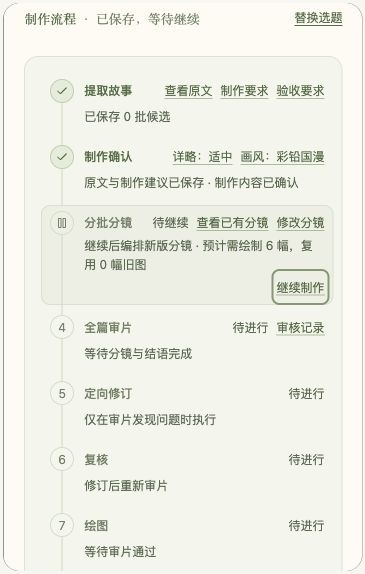 制作流程 · 已保存，等待继续 替换选题
提取故事 查看原文 制作要求 验收要求
已保存 0 批候选
制作确认 详略：适中 画风：彩铅国漫
原文与制作建议已保存 · 制作内容已确认
分批分镜 待继续 查看已有分镜 修改分镜
继续后编排新版分镜 · 预计需绘制 6 幅，复
用 0 幅旧图
继续制作
4 全篇审片 待进行 审核记录
等待分镜与结语完成
5 定向修订 待进行
仅在审片发现问题时执行
6 复核 待进行
修订后重新审片
7 绘图 待进行
等待审片通过